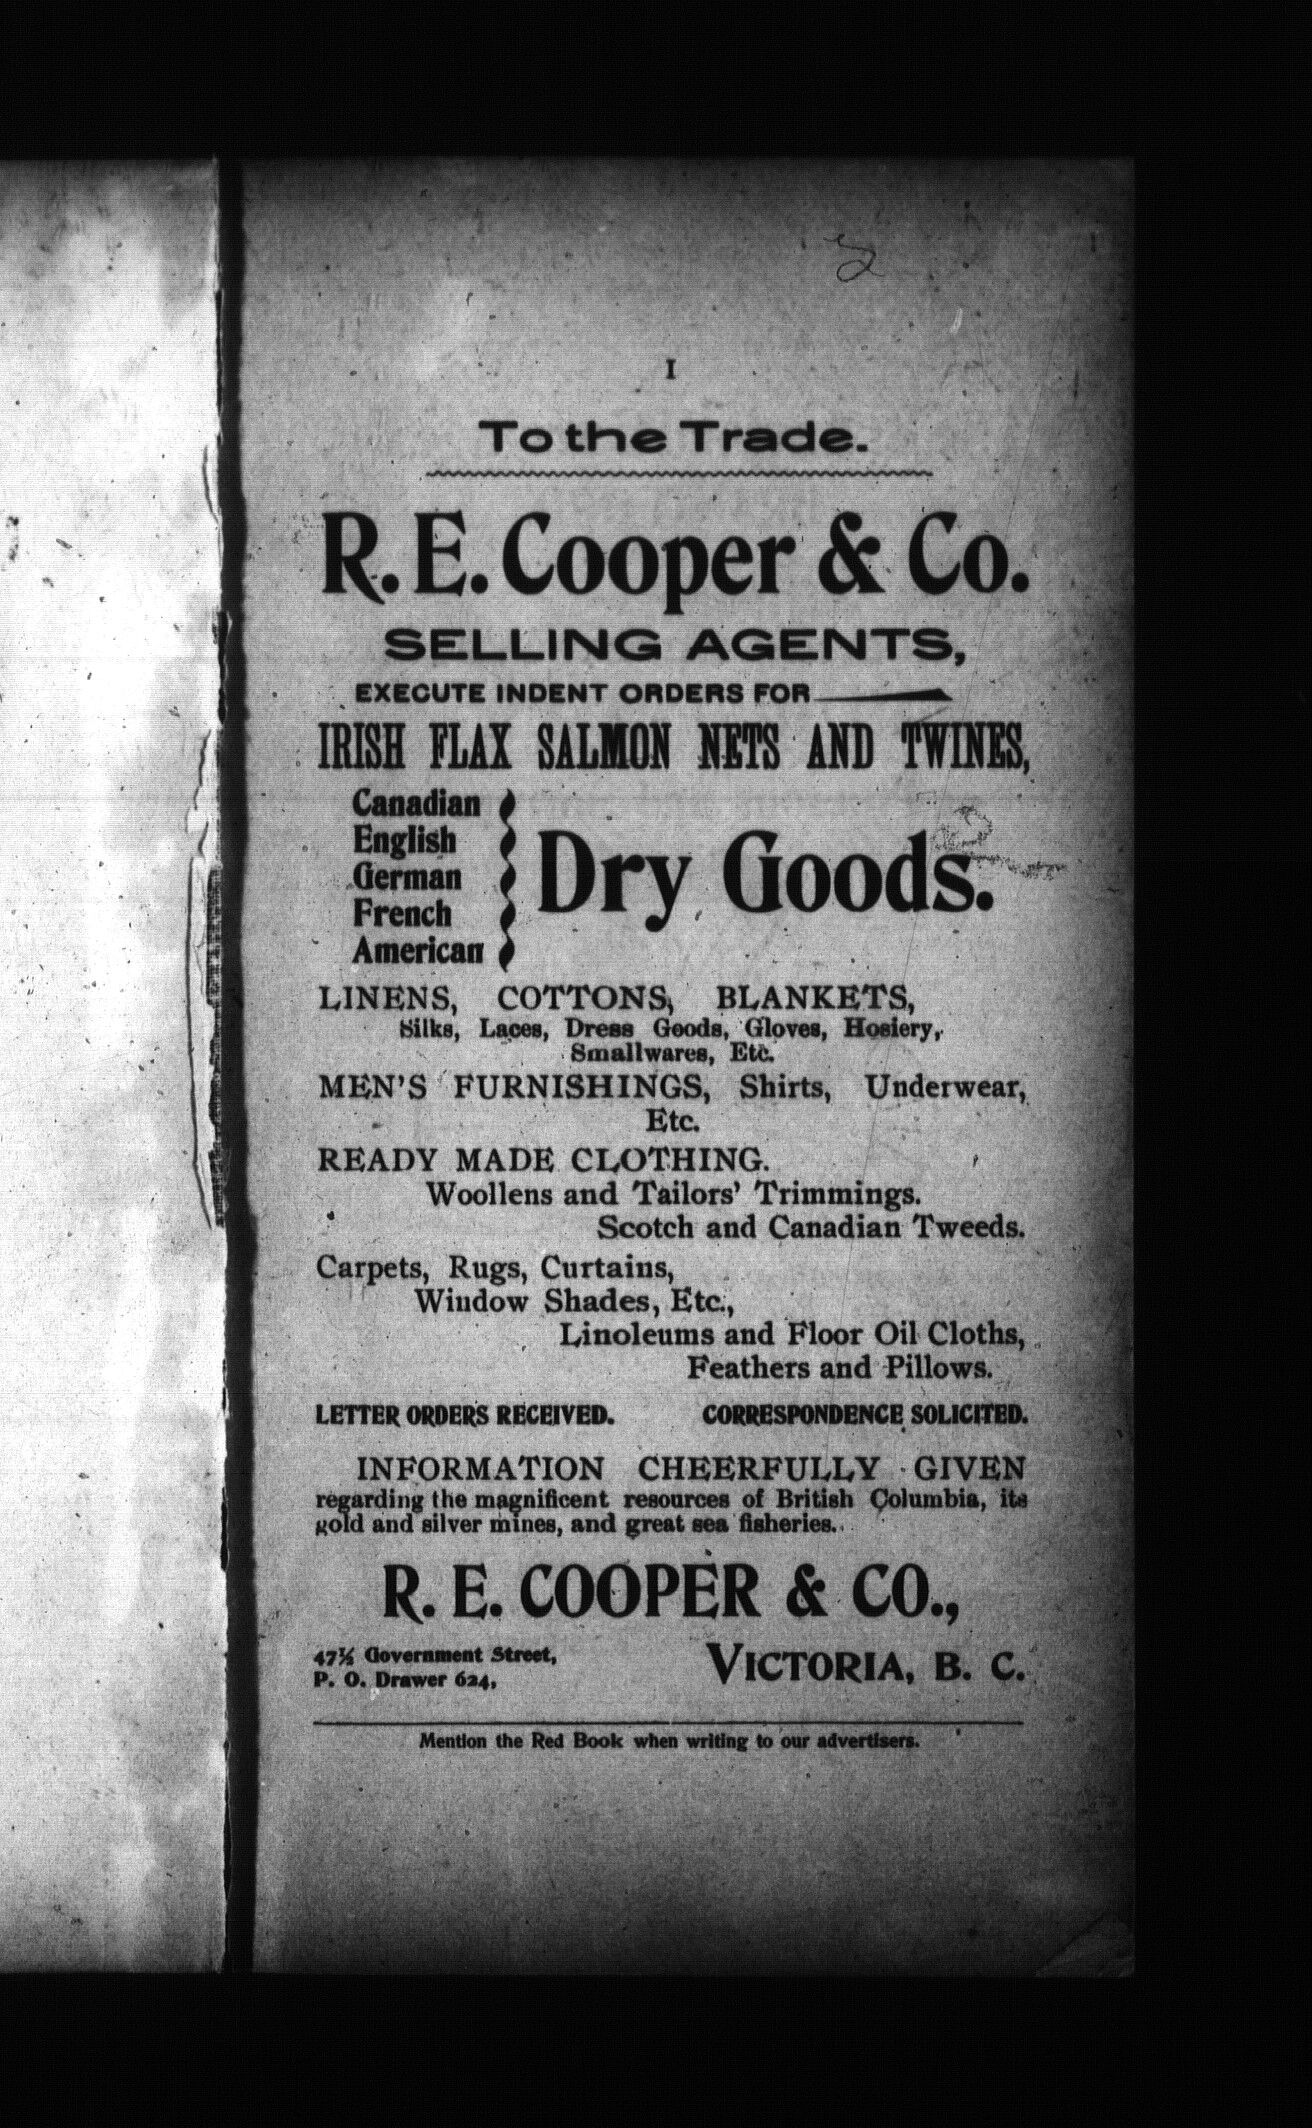 I
To the Trade.
R. E. Cooper & Co.
SELLING AGENTS,
EXECUTE INDENT ORDERS FOR
IRISH FLAX SALMON NETS AND TWINES,
Canadian
English
German
French
American
Dry Goods.
LINENS, COTTONS, BLANKETS,
Silks, Laces, Dress Goods, Gloves, Hosiery,
Smallwares, Etc.
MEN'S FURNISHINGS, Shirts, Underwear,
Etc.
READY MADE CLOTHING.
Woollens and Tailors' Trimmings.
Scotch and Canadian Tweeds.
Carpets, Rugs, Curtains,
Window Shades, Etc.,
Linoleums and Floor Oil Cloths,
Feathers and Pillows.
LETTER ORDERS RECEIVED. CORRESPONDENCE SOLICITED.
INFORMATION CHEERFULLY GIVEN
regarding the magnificent resources of British Columbia, its
gold and silver mines, and great sea fisheries.
R. E. COOPER & CO.,
47½ Government Street,
P. O. Drawer 624,
VICTORIA, B. C.
Mention the Red Book when writing to our advertisers.